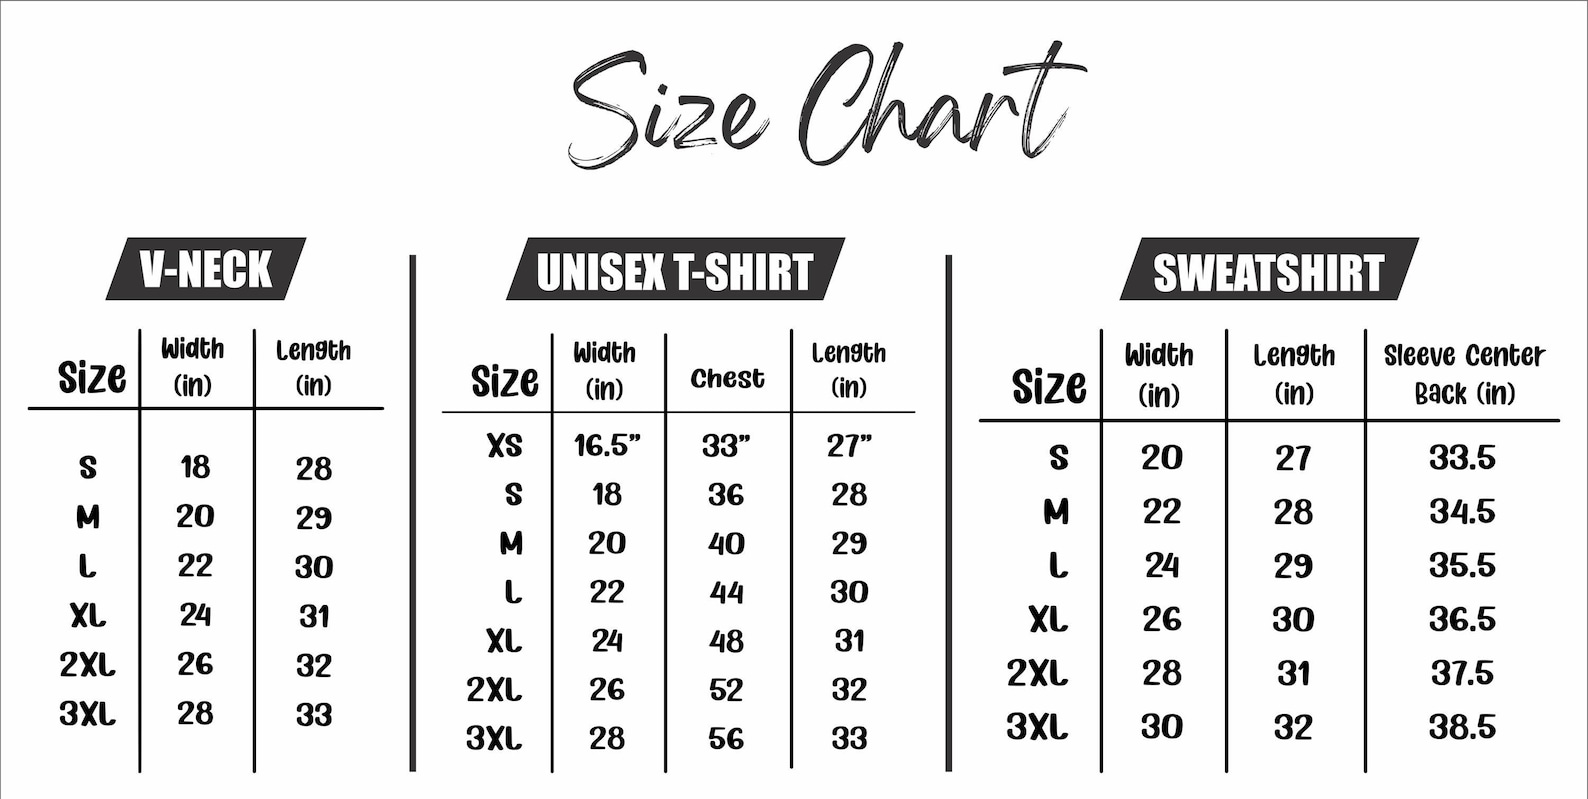 Size Chart
V-NECK
Size Width (in) Length (in)
S 18 28
M 20 29
L 22 30
XL 24 31
2XL 26 32
3XL 28 33
UNISEX T-SHIRT
Size Width (in) Chest Length (in)
XS 16.5” 33” 27”
S 18 36 28
M 20 40 29
L 22 44 30
XL 24 48 31
2XL 26 52 32
3XL 28 56 33
SWEATSHIRT
Size Width (in) Length (in) Sleeve Center Back (in)
S 20 27 33.5
M 22 28 34.5
L 24 29 35.5
XL 26 30 36.5
2XL 28 31 37.5
3XL 30 32 38.5